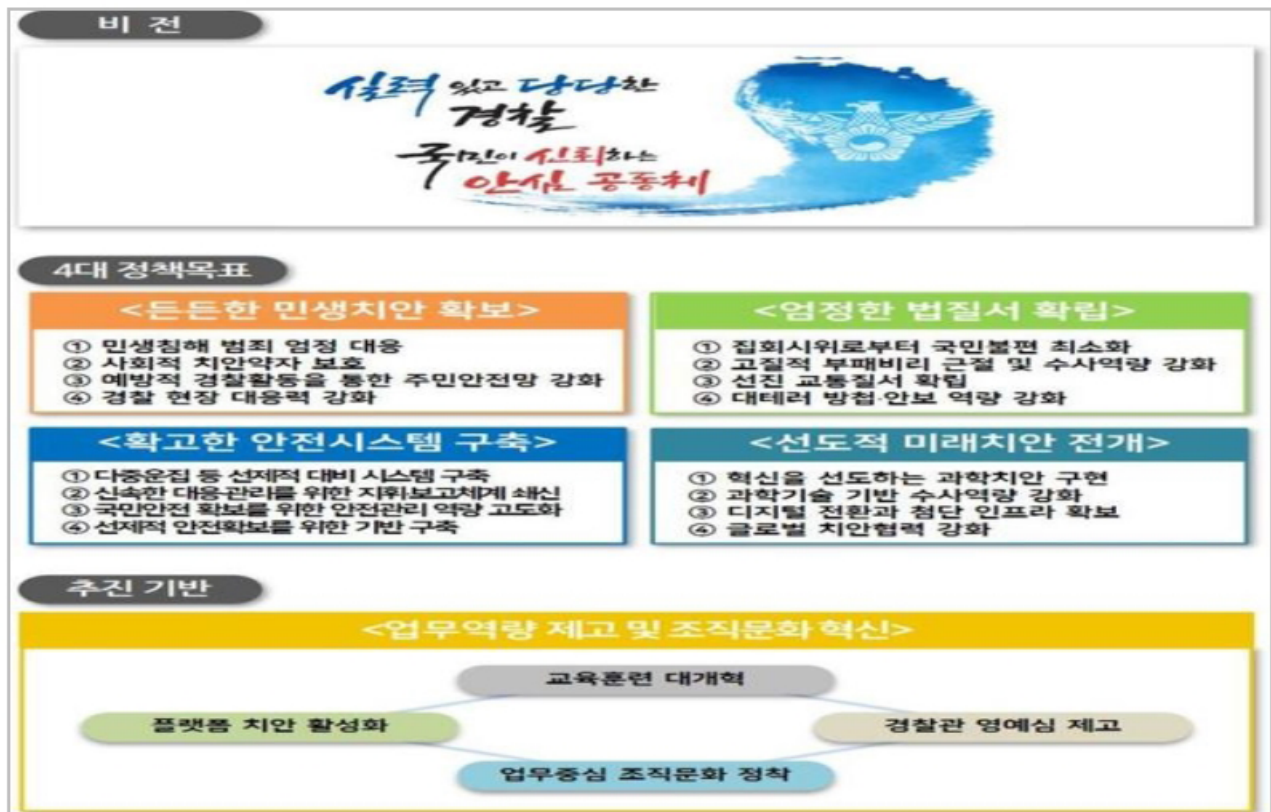 비 전
실력 있고 당당한
경찰
국민이 신뢰하는
안심 공동체
4대 정책목표
<든든한 민생치안 확보>
① 민생침해 범죄 엄정 대응
② 사회적 치안약자 보호
③ 예방적 경찰활동을 통한 주민안전망 강화
④ 경찰 현장 대응력 강화
<엄정한 법질서 확립>
① 집회시위로부터 국민불편 최소화
② 고질적 부패비리 근절 및 수사역량 강화
③ 선진 교통질서 확립
④ 대테러 방첩·안보 역량 강화
<확고한 안전시스템 구축>
① 다중운집 등 선제적 대비 시스템 구축
② 신속한 대응·관리를 위한 지휘·보고체계 쇄신
③ 국민안전 확보를 위한 안전관리 역량 고도화
④ 선제적 안전확보를 위한 기반 구축
<선도적 미래치안 전개>
① 혁신을 선도하는 과학치안 구현
② 과학기술 기반 수사역량 강화
③ 디지털 전환과 첨단 인프라 확보
④ 글로벌 치안협력 강화
추진 기반
<업무역량 제고 및 조직문화 혁신>
교육훈련 대개혁
플랫폼 치안 활성화
경찰관 영예심 제고
업무중심 조직문화 정착